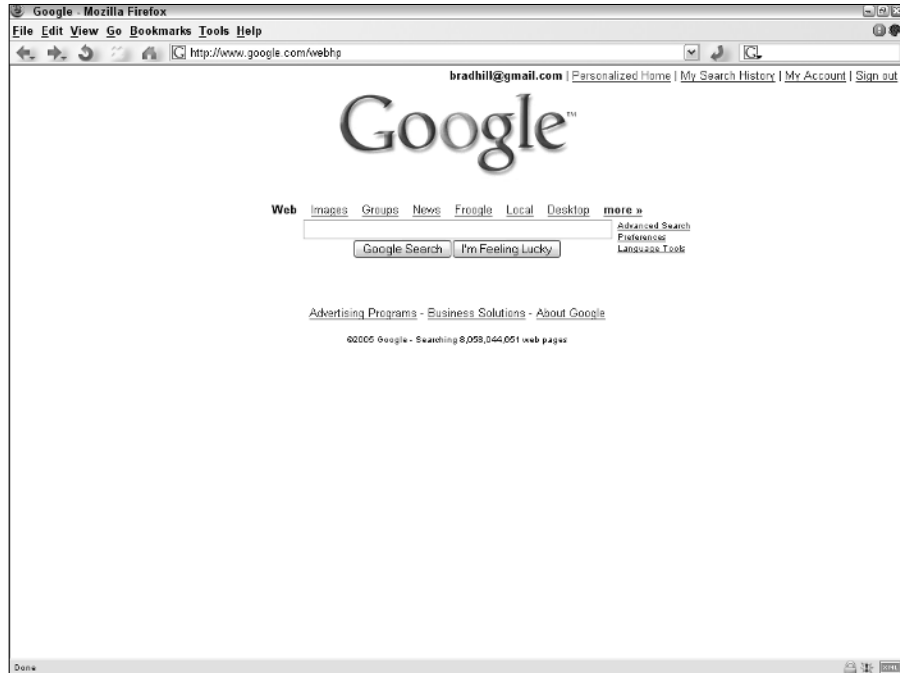 Google - Mozilla Firefox
File Edit View Go Bookmarks Tools Help
G http://www.google.com/webhp G
bradhill@gmail.com | Personalized Home | My Search History | My Account | Sign out
Google™
Web Images Groups News Froogle Local Desktop more »
Advanced Search
Preferences
Language Tools
Google Search I'm Feeling Lucky
Advertising Programs - Business Solutions - About Google
©2005 Google - Searching 8,058,044,651 web pages
Done